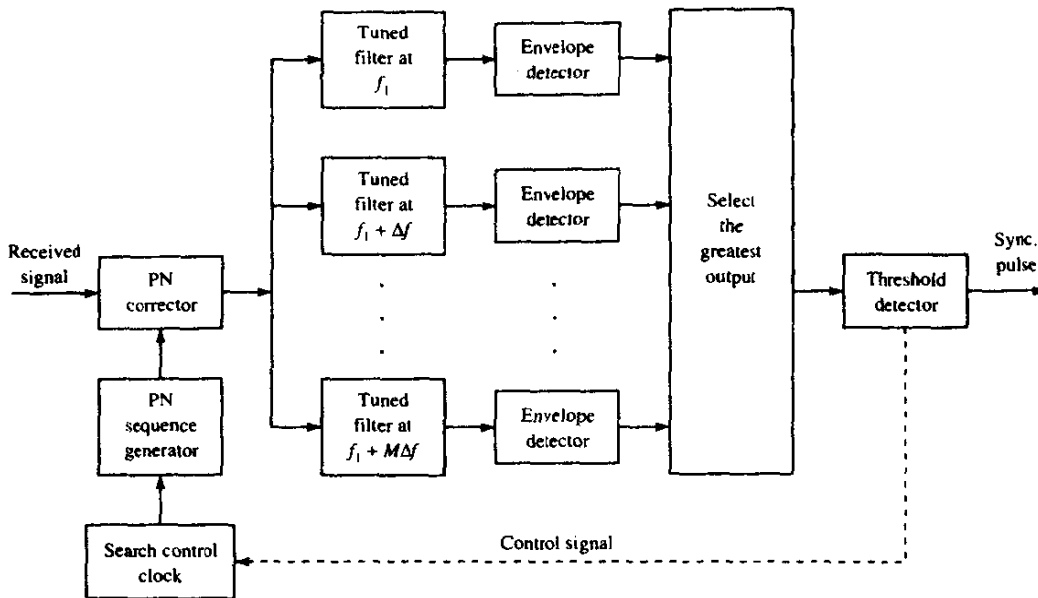 Tuned
filter at
f₁
Envelope
detector
Tuned
filter at
f₁ + Δf
Envelope
detector
Select
the
greatest
output
Received
signal
PN
corrector
Threshold
detector
Sync.
pulse
PN
sequence
generator
Tuned
filter at
f₁ + MΔf
Envelope
detector
Search control
clock
Control signal